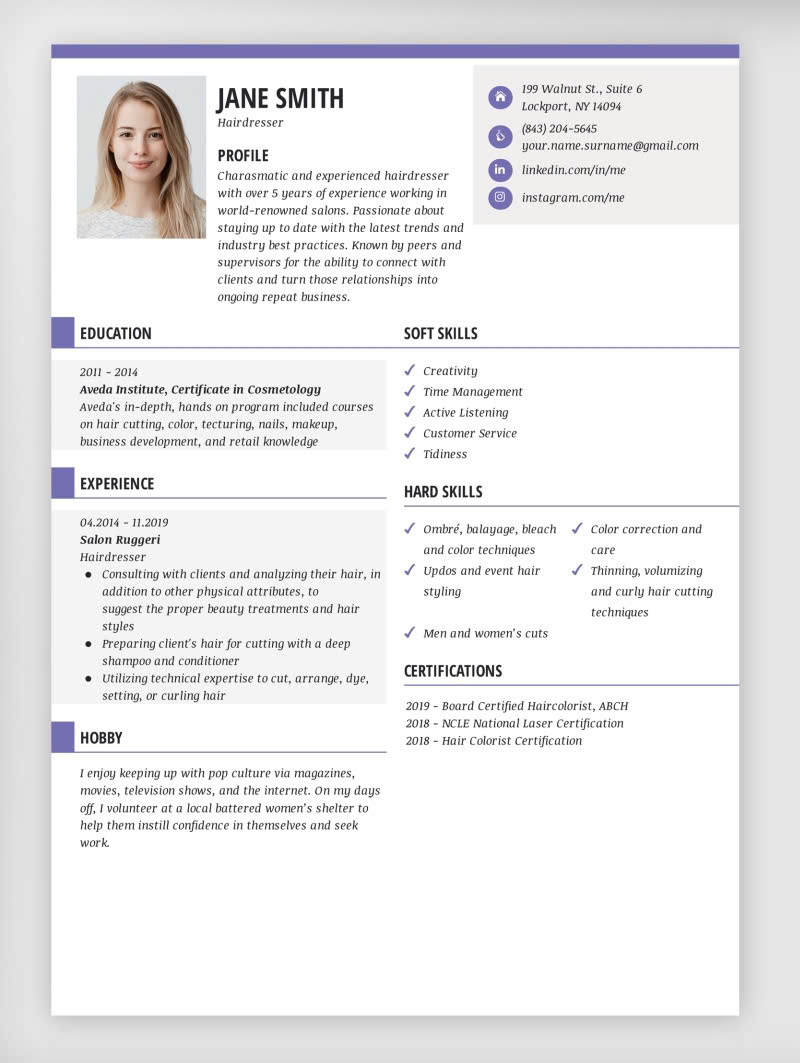 JANE SMITH
Hairdresser
PROFILE
Charasmatic and experienced hairdresser
with over 5 years of experience working in
world-renowned salons. Passionate about
staying up to date with the latest trends and
industry best practices. Known by peers and
supervisors for the ability to connect with
clients and turn those relationships into
ongoing repeat business.
199 Walnut St., Suite 6
Lockport, NY 14094
(843) 204-5645
your.name.surname@gmail.com
linkedin.com/in/me
instagram.com/me
EDUCATION
2011 - 2014
Aveda Institute, Certificate in Cosmetology
Aveda's in-depth, hands on program included courses
on hair cutting, color, tecturing, nails, makeup,
business development, and retail knowledge
EXPERIENCE
04.2014 - 11.2019
Salon Ruggeri
Hairdresser
● Consulting with clients and analyzing their hair, in
addition to other physical attributes, to
suggest the proper beauty treatments and hair
styles
● Preparing client's hair for cutting with a deep
shampoo and conditioner
● Utilizing technical expertise to cut, arrange, dye,
setting, or curling hair
HOBBY
I enjoy keeping up with pop culture via magazines,
movies, television shows, and the internet. On my days
off, I volunteer at a local battered women's shelter to
help them instill confidence in themselves and seek
work.
SOFT SKILLS
✓ Creativity
✓ Time Management
✓ Active Listening
✓ Customer Service
✓ Tidiness
HARD SKILLS
✓ Ombré, balayage, bleach
and color techniques
✓ Updos and event hair
styling
✓ Men and women's cuts
✓ Color correction and
care
✓ Thinning, volumizing
and curly hair cutting
techniques
CERTIFICATIONS
2019 - Board Certified Haircolorist, ABCH
2018 - NCLE National Laser Certification
2018 - Hair Colorist Certification